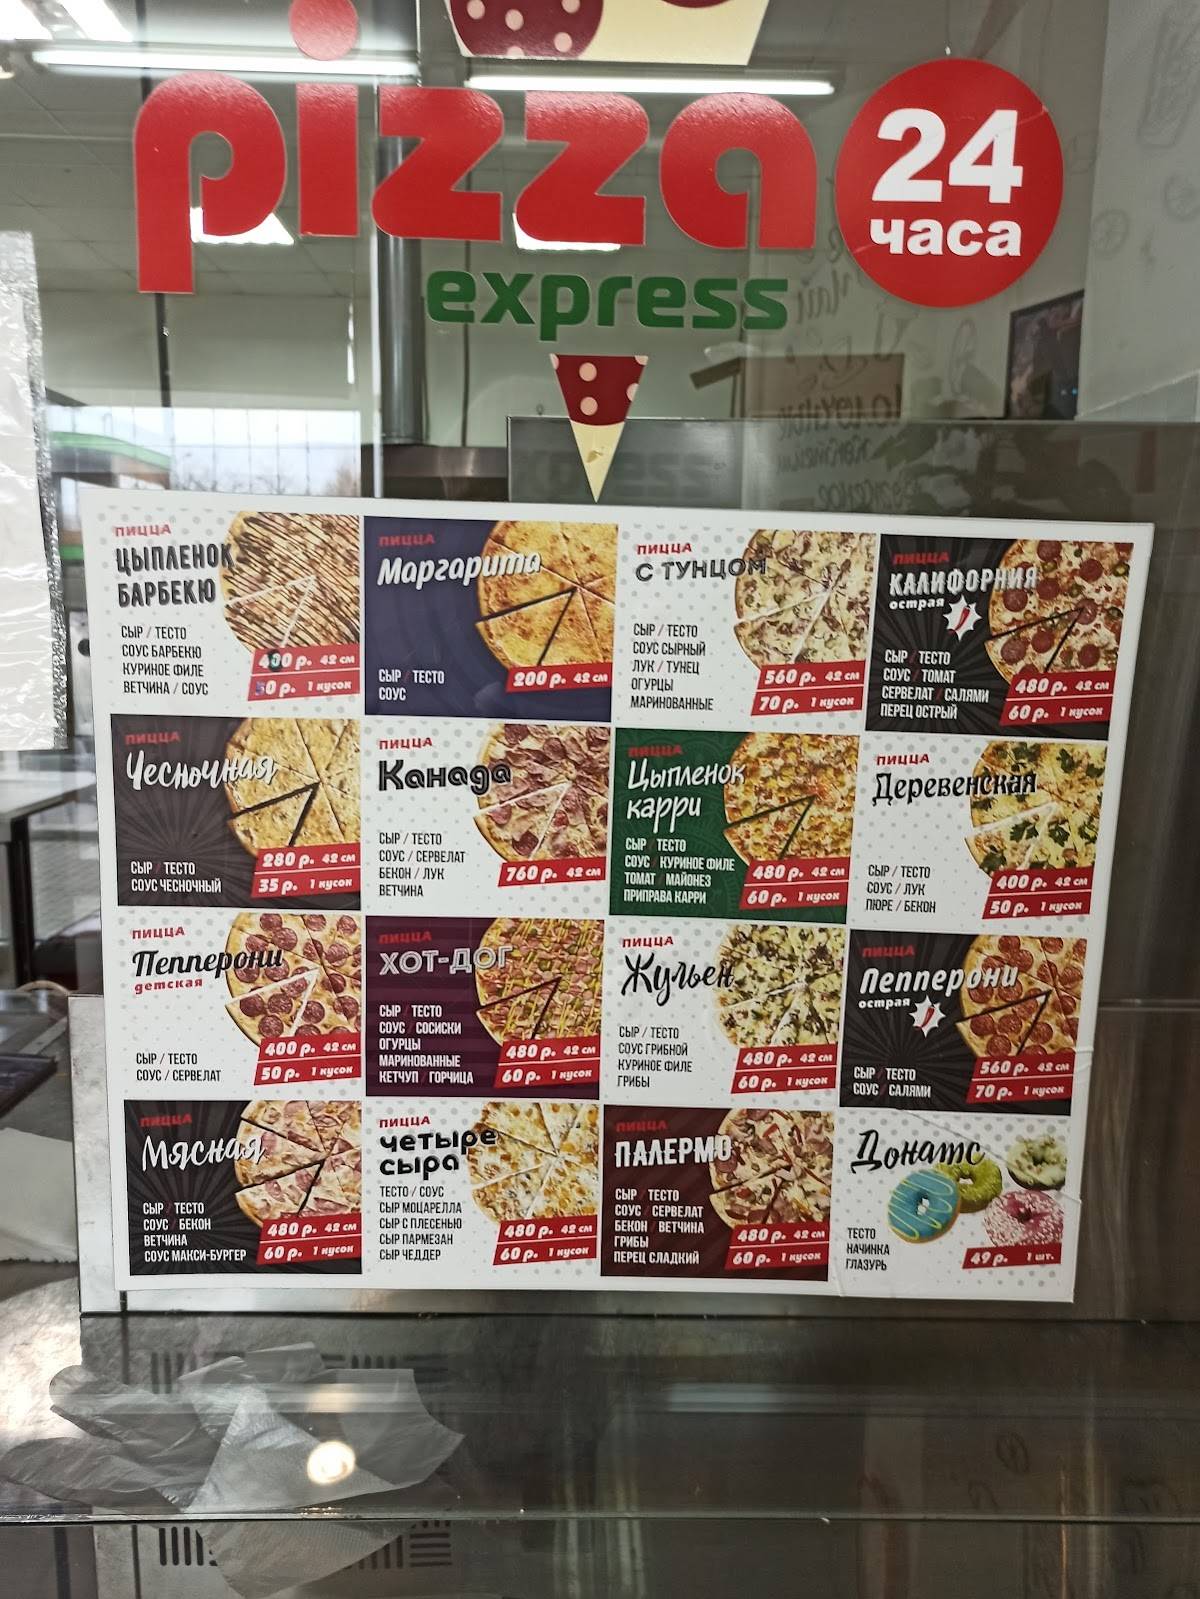 pizza
24
часа
express
ПИЦЦА
ЦЫПЛЕНОК
БАРБЕКЮ
СЫР / ТЕСТО
СОУС БАРБЕКЮ
КУРИНОЕ ФИЛЕ
ВЕТЧИНА / СОУС
42 см
1 кусок
ПИЦЦА
Маргарита
СЫР / ТЕСТО
СОУС
200 р. 42 см
ПИЦЦА
С ТУНЦОМ
СЫР / ТЕСТО
СОУС СЫРНЫЙ
ЛУК / ТУНЕЦ
ОГУРЦЫ
МАРИНОВАННЫЕ
560 р. 42 см
70 р. 1 кусок
ПИЦЦА
КАЛИФОРНИЯ
острая
СЫР / ТЕСТО
СОУС / ТОМАТ
СЕРВЕЛАТ / САЛЯМИ
ПЕРЕЦ ОСТРЫЙ
480 р. 42 см
60 р. 1 кусок
ПИЦЦА
Чесночная
СЫР / ТЕСТО
СОУС ЧЕСНОЧНЫЙ
280 р. 42 см
35 р. 1 кусок
ПИЦЦА
Канада
СЫР / ТЕСТО
СОУС / СЕРВЕЛАТ
БЕКОН / ЛУК
ВЕТЧИНА
760 р. 42 см
ПИЦЦА
Цыпленок
карри
СЫР / ТЕСТО
СОУС / КУРИНОЕ ФИЛЕ
ТОМАТ / МАЙОНЕЗ
ПРИПРАВА КАРРИ
480 р. 42 см
60 р. 1 кусок
ПИЦЦА
Деревенская
СЫР / ТЕСТО
СОУС / ЛУК
ПЮРЕ / БЕКОН
400 р. 42 см
50 р. 1 кусок
ПИЦЦА
Пепперони
детская
СЫР / ТЕСТО
СОУС / СЕРВЕЛАТ
400 р. 42 см
50 р. 1 кусок
ПИЦЦА
ХОТ-ДОГ
СЫР / ТЕСТО
СОУС / СОСИСКИ
ОГУРЦЫ
МАРИНОВАННЫЕ
КЕТЧУП / ГОРЧИЦА
480 р. 42 см
60 р. 1 кусок
ПИЦЦА
Жульен
СЫР / ТЕСТО
СОУС ГРИБНОЙ
КУРИНОЕ ФИЛЕ
ГРИБЫ
480 р. 42 см
60 р. 1 кусок
ПИЦЦА
Пепперони
острая
СЫР / ТЕСТО
СОУС / САЛЯМИ
560 р. 42 см
70 р. 1 кусок
ПИЦЦА
Мясная
СЫР / ТЕСТО
СОУС / БЕКОН
ВЕТЧИНА
СОУС МАКСИ-БУРГЕР
480 р. 42 см
60 р. 1 кусок
ПИЦЦА
четыре
сыра
ТЕСТО / СОУС
СЫР МОЦАРЕЛЛА
СЫР С ПЛЕСЕНЬЮ
СЫР ПАРМЕЗАН
СЫР ЧЕДДЕР
480 р. 42 см
60 р. 1 кусок
ПИЦЦА
ПАЛЕРМО
СЫР / ТЕСТО
СОУС / СЕРВЕЛАТ
БЕКОН / ВЕТЧИНА
ГРИБЫ
ПЕРЕЦ СЛАДКИЙ
480 р. 42 см
60 р. 1 кусок
Донатс
ТЕСТО
НАЧИНКА
ГЛАЗУРЬ
49 р. 1 шт.